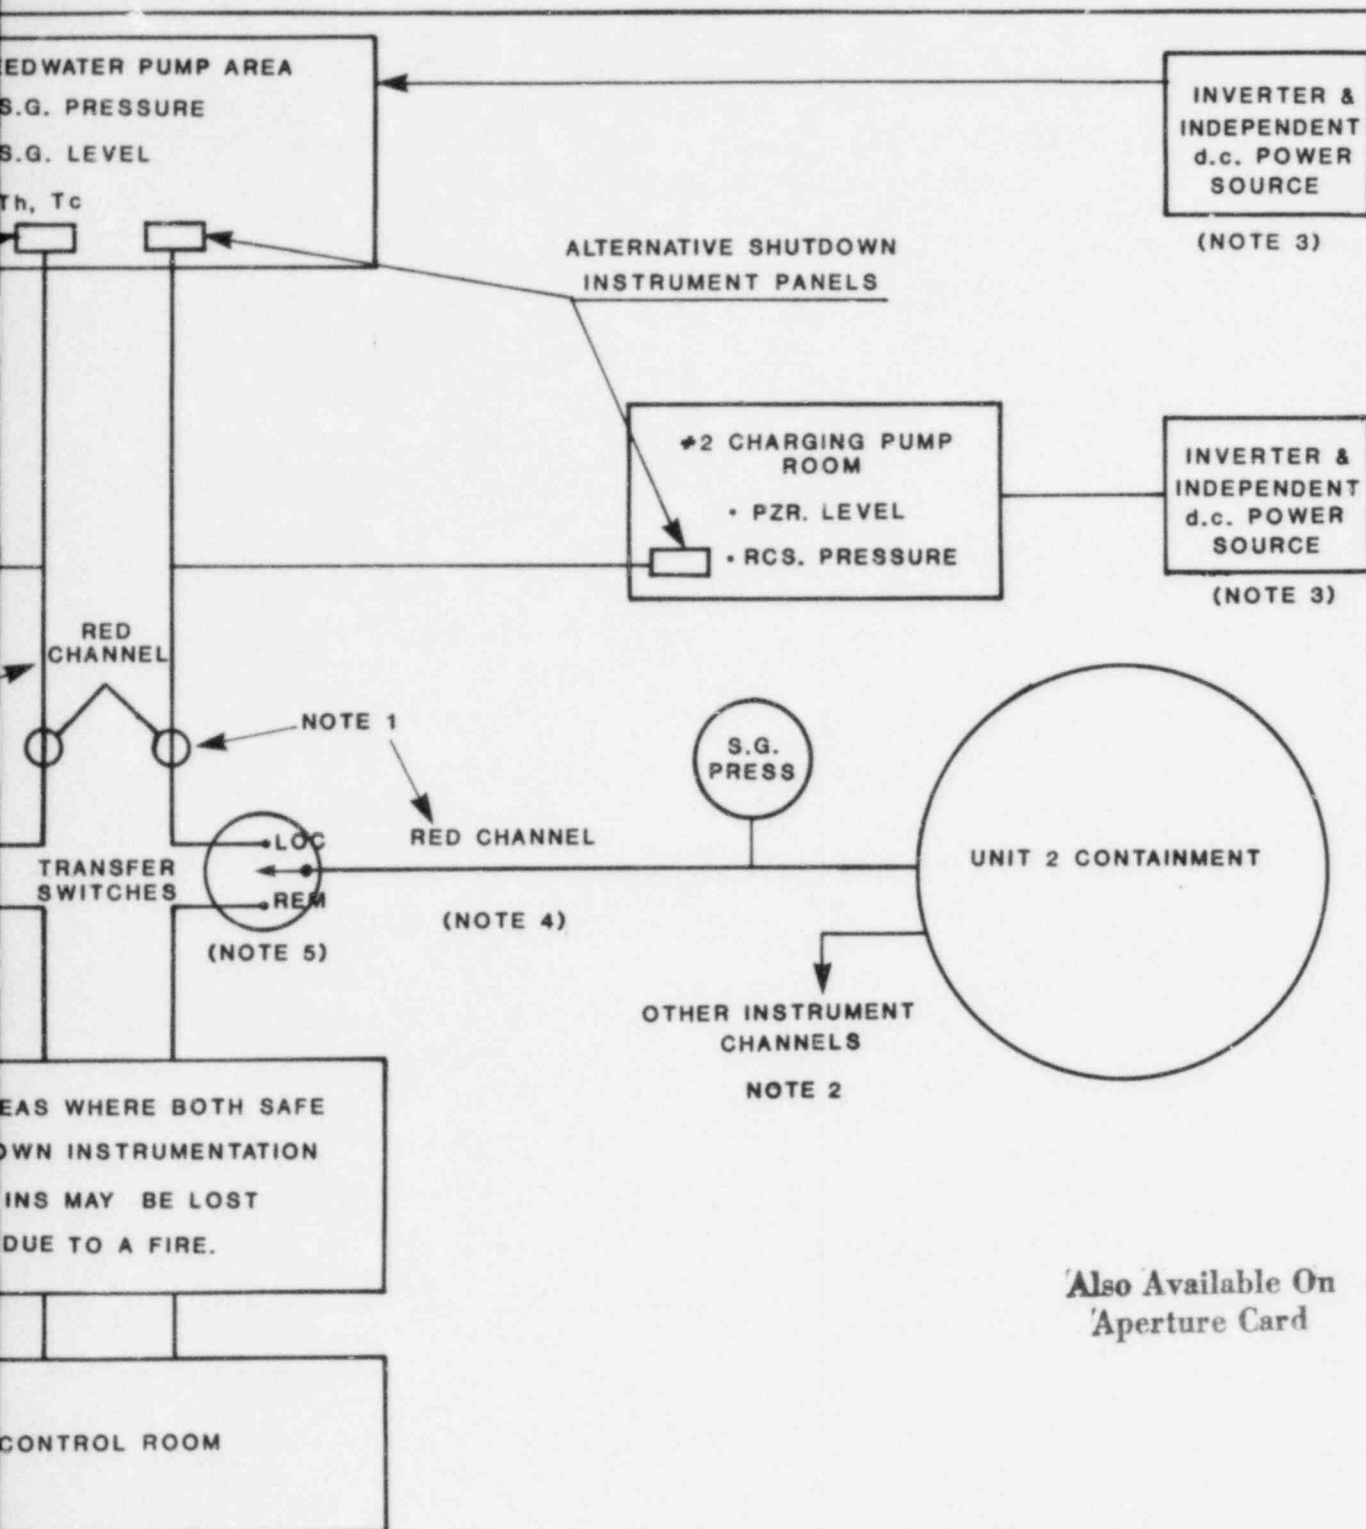 EEDWATER PUMP AREA
S.G. PRESSURE
S.G. LEVEL
Th, Tc
INVERTER &
INDEPENDENT
d.c. POWER
SOURCE
(NOTE 3)
ALTERNATIVE SHUTDOWN
INSTRUMENT PANELS
#2 CHARGING PUMP
ROOM
• PZR. LEVEL
• RCS. PRESSURE
INVERTER &
INDEPENDENT
d.c. POWER
SOURCE
(NOTE 3)
RED
CHANNEL
NOTE 1
S.G.
PRESS
LOC
RED CHANNEL
UNIT 2 CONTAINMENT
TRANSFER
SWITCHES
REM
(NOTE 4)
(NOTE 5)
OTHER INSTRUMENT
CHANNELS
NOTE 2
EAS WHERE BOTH SAFE
OWN INSTRUMENTATION
INS MAY BE LOST
DUE TO A FIRE.
Also Available On
Aperture Card
CONTROL ROOM